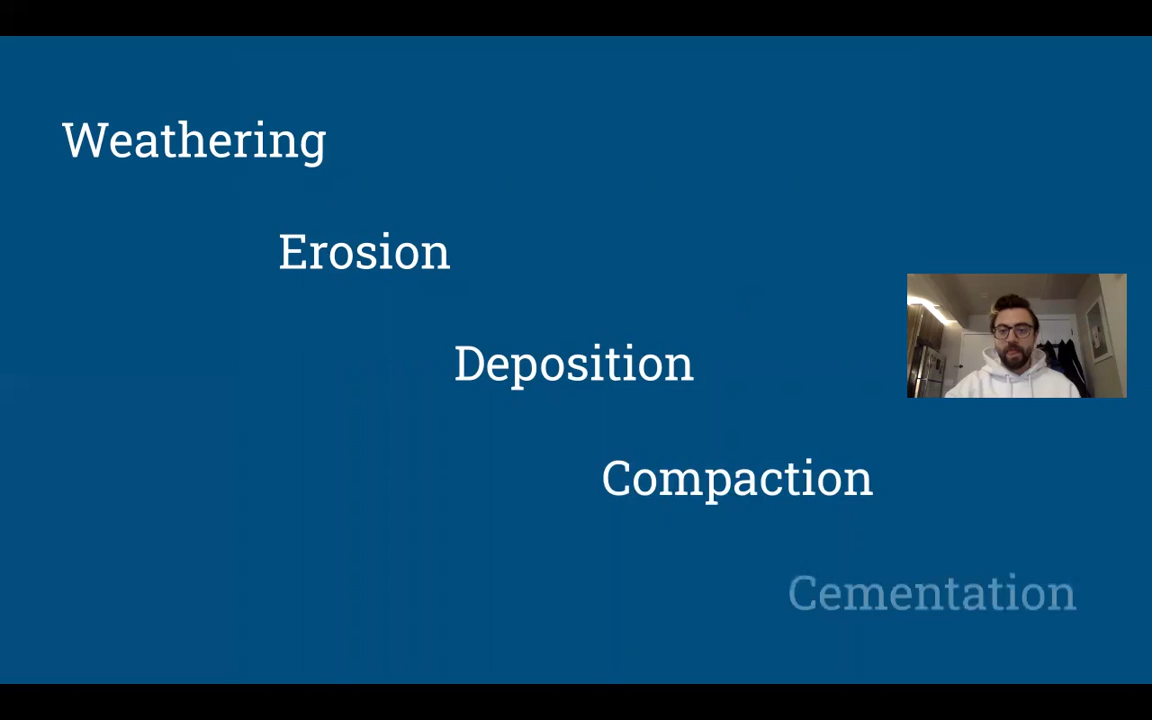 Weathering
Erosion
Deposition
Compaction
Cementation